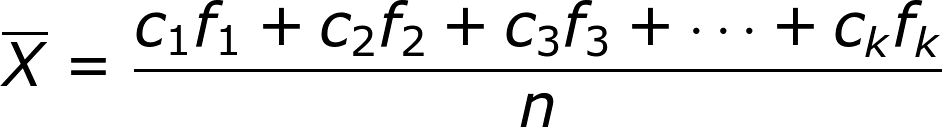 X̅ = (c₁f₁ + c₂f₂ + c₃f₃ + ⋯ + cₖfₖ) / n